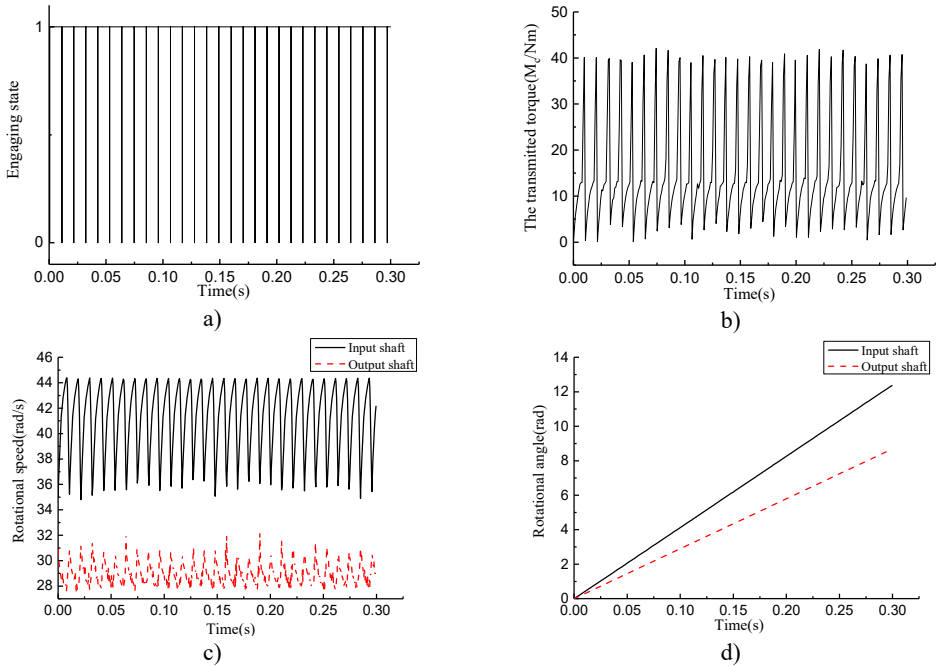 Engaging state
1
0
0.00 0.05 0.10 0.15 0.20 0.25 0.30
Time(s)
a)
The transmitted torque(Mc/Nm)
50
40
30
20
10
0
0.00 0.05 0.10 0.15 0.20 0.25 0.30
Time(s)
b)
Input shaft
Output shaft
Rotational speed(rad/s)
46
44
42
40
38
36
34
32
30
28
0.00 0.05 0.10 0.15 0.20 0.25 0.30
Time(s)
c)
Input shaft
Output shaft
Rotational angle(rad)
14
12
10
8
6
4
2
0
0.00 0.05 0.10 0.15 0.20 0.25 0.30
Time(s)
d)